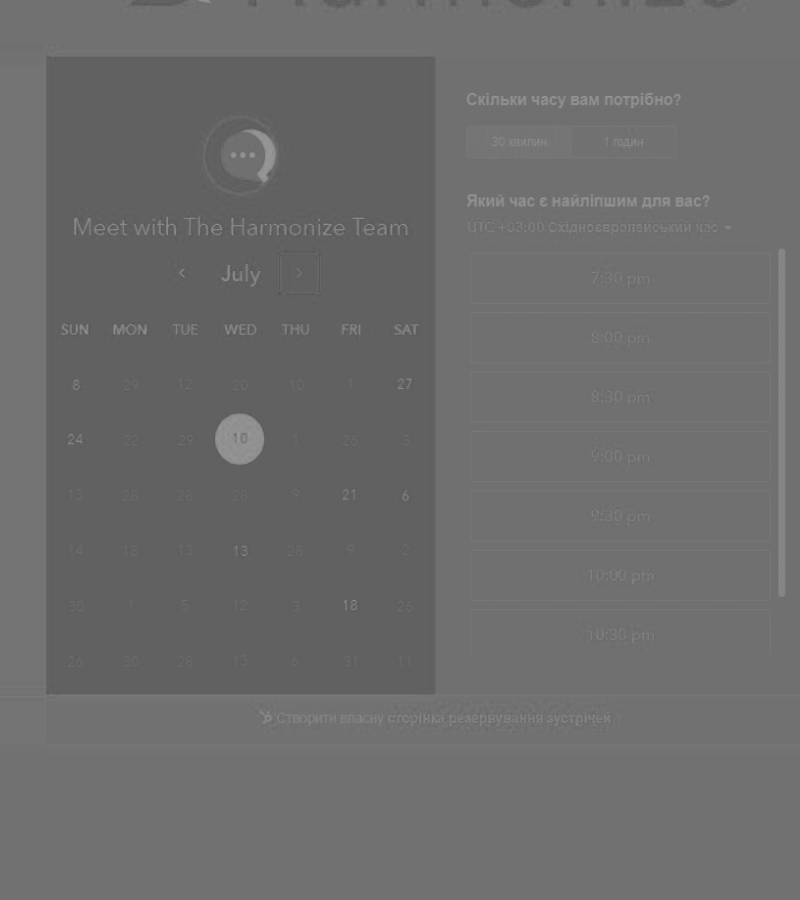 Harmonize
Meet with The Harmonize Team
July
SUN MON TUE WED THU FRI SAT
8 29 12 20 10 1 27
24 22 29 10 1 26 3
13 28 28 28 9 21 6
14 18 13 13 28 9 2
30 1 5 12 3 18 26
26 30 28 13 6 31 11
Скільки часу вам потрібно?
30 хвилин 1 годин
Який час є найліпшим для вас?
UTC +03:00 Східноєвропейський час
7:30 pm
8:00 pm
8:30 pm
9:00 pm
9:30 pm
10:00 pm
10:30 pm
Створити власну сторінка резервування зустрічей